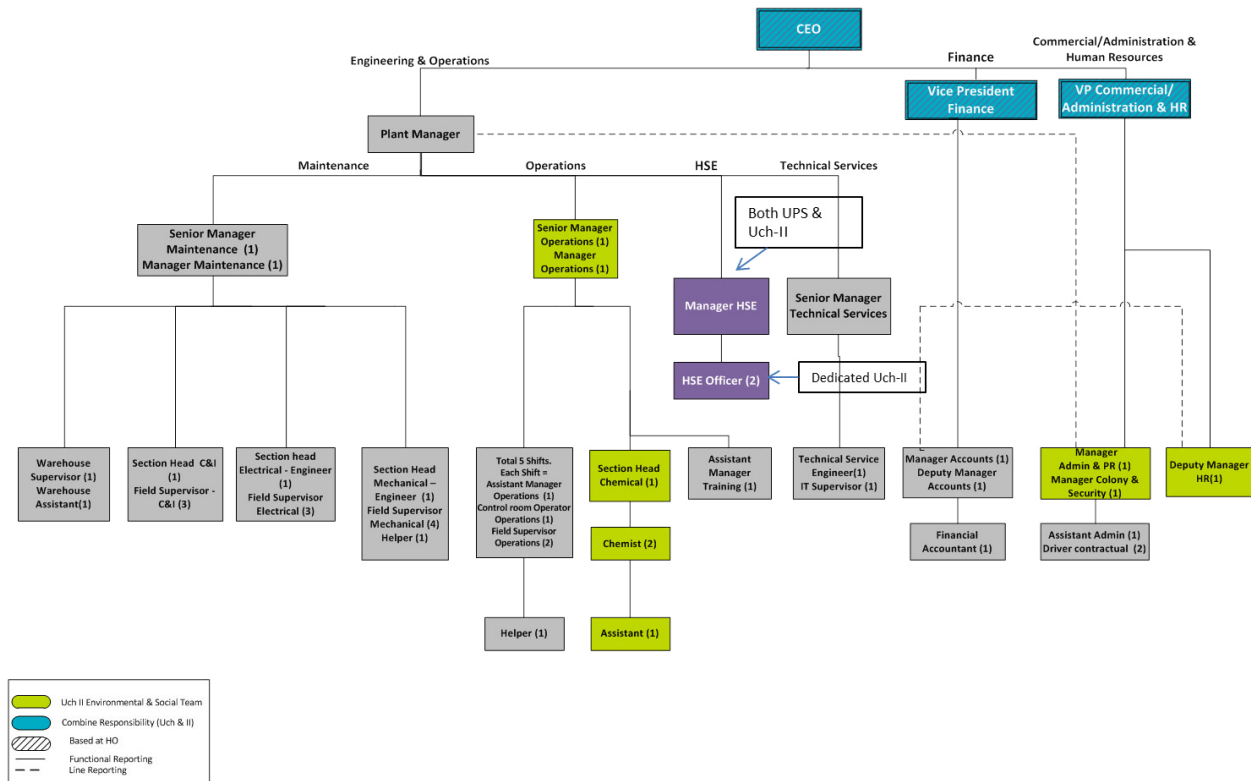 CEO
Commercial/Administration &
Human Resources
Engineering & Operations
Finance
Vice President
Finance
VP Commercial/
Administration & HR
Plant Manager
Maintenance
Operations
HSE
Technical Services
Both UPS &
Uch-II
Senior Manager
Maintenance (1)
Manager Maintenance (1)
Senior Manager
Operations (1)
Manager
Operations (1)
Manager HSE
Senior Manager
Technical Services
HSE Officer (2)
Dedicated Uch-II
Warehouse
Supervisor (1)
Warehouse
Assistant(1)
Section Head C&I
(1)
Field Supervisor -
C&I (3)
Section head
Electrical - Engineer
(1)
Field Supervisor
Electrical (3)
Section Head
Mechanical –
Engineer (1)
Field Supervisor
Mechanical (4)
Helper (1)
Total 5 Shifts.
Each Shift =
Assistant Manager
Operations (1)
Control room Operator
Operations (1)
Field Supervisor
Operations (2)
Section Head
Chemical (1)
Assistant
Manager
Training (1)
Technical Service
Engineer(1)
IT Supervisor (1)
Manager Accounts (1)
Deputy Manager
Accounts (1)
Manager
Admin & PR (1)
Manager Colony &
Security (1)
Deputy Manager
HR(1)
Chemist (2)
Financial
Accountant (1)
Assistant Admin (1)
Driver contractual (2)
Helper (1)
Assistant (1)
Uch II Environmental & Social Team
Combine Responsibility (Uch & II)
Based at HO
Functional Reporting
Line Reporting